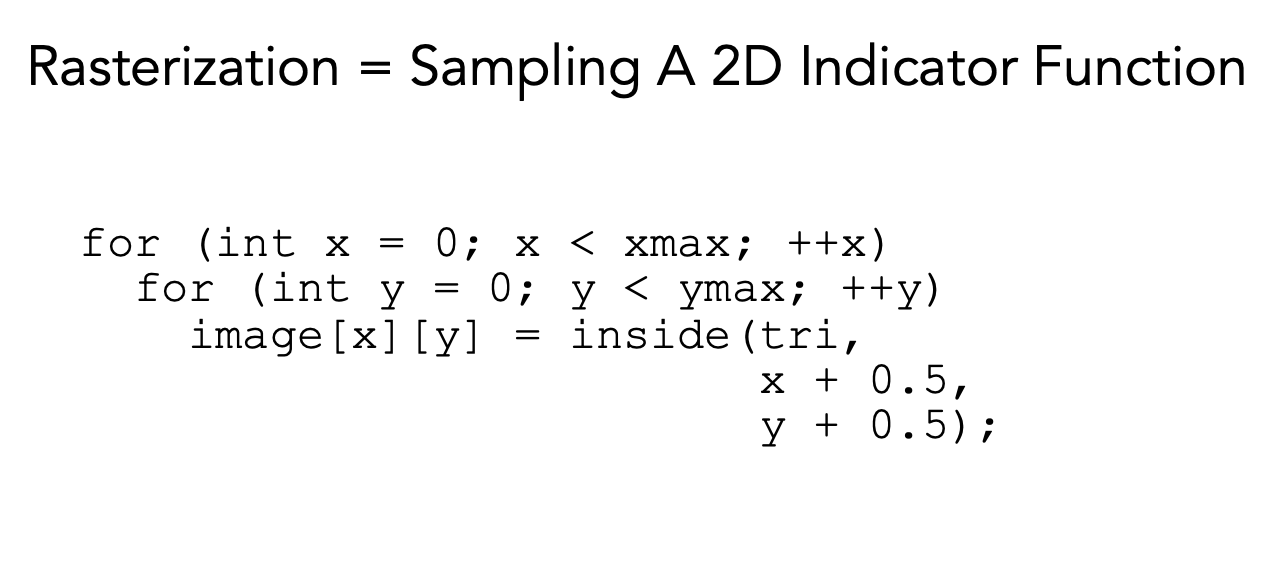 Rasterization = Sampling A 2D Indicator Function
for (int x = 0; x < xmax; ++x)
for (int y = 0; y < ymax; ++y)
image[x][y] = inside(tri,
x + 0.5,
y + 0.5);